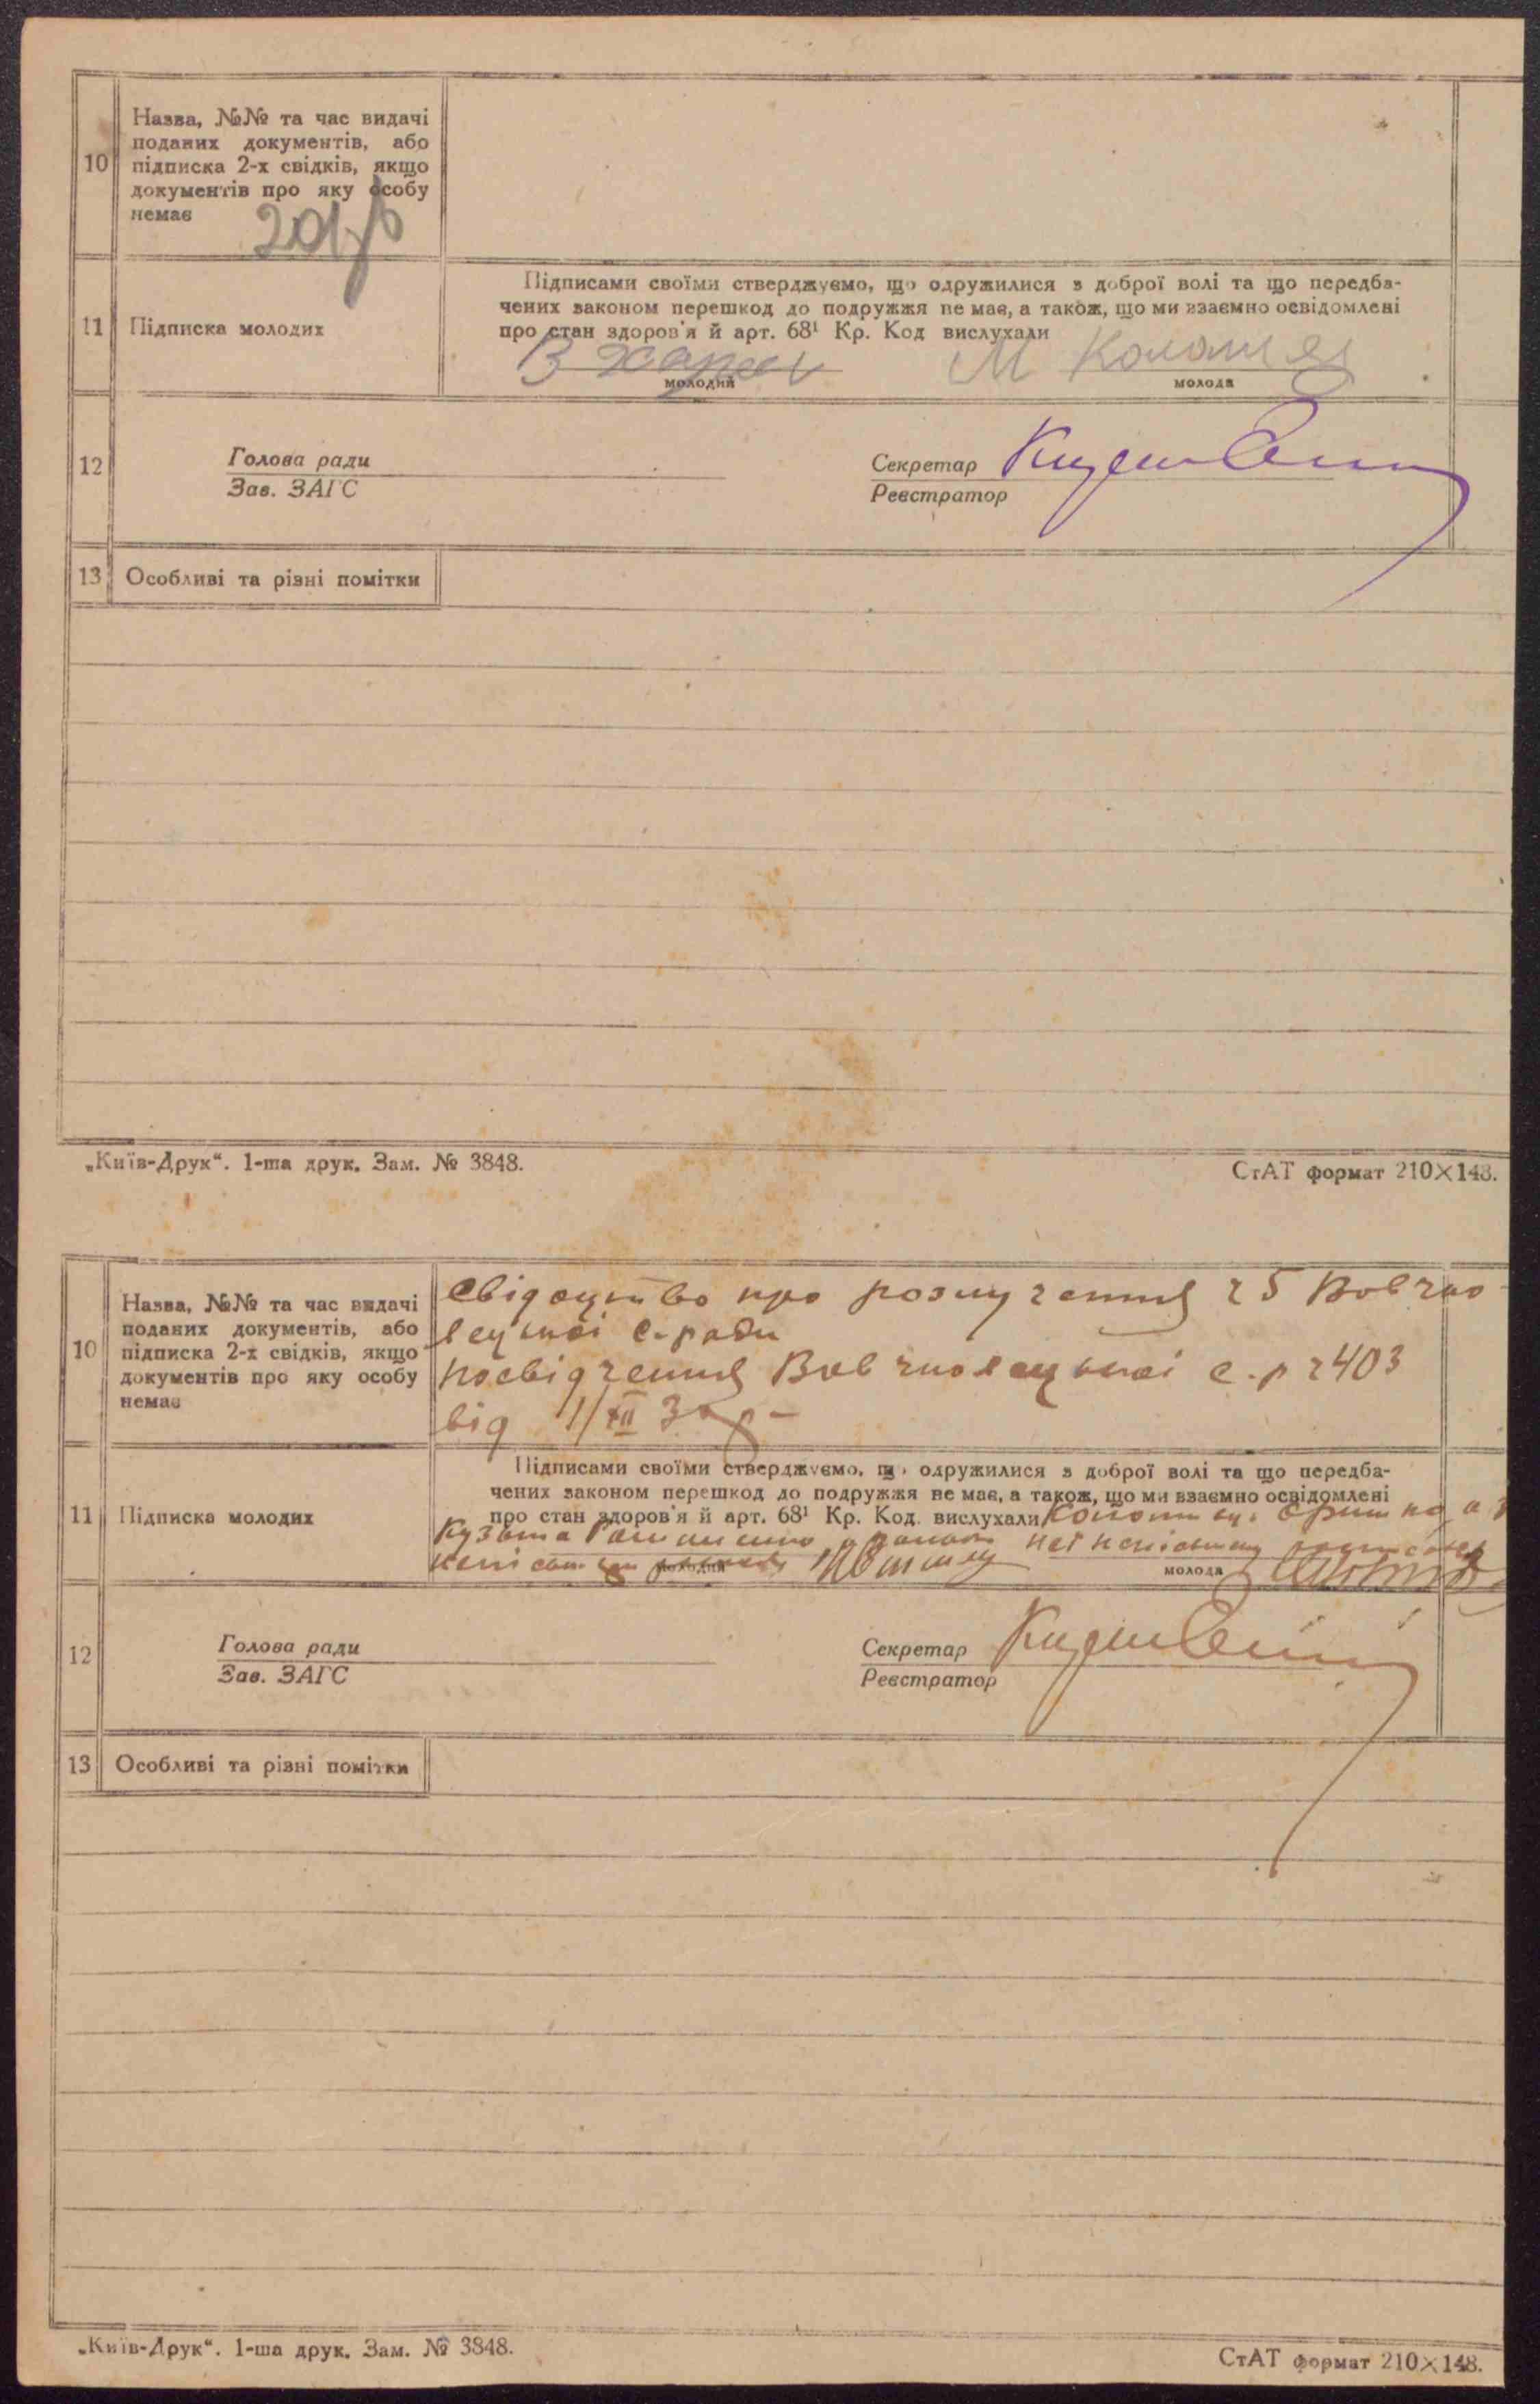 10
Назва, №№ та час видачі
поданих документів, або
підписка 2-х свідків, якщо
документів про яку особу
немає
11
Підписка молодих
Підписами своїми стверджуємо, що одружилися з доброї волі та що передба-
чених законом перешкод до подружжя не має, а також, що ми взаємно освідомлені
про стан здоров'я й арт. 68¹ Кр. Код вислухали
молодий
молода
12
Голова ради
Зав. ЗАГС
Секретар
Реєстратор
13
Особливі та різні помітки
„Київ-Друк“. 1-ша друк. Зам. № 3848.
СтАТ формат 210×148.
10
Назва, №№ та час видачі
поданих документів, або
підписка 2-х свідків, якщо
документів про яку особу
немає
Свідоцтво про розлучення ч 5
с-ради
посвідчення с.р ч 403
від 1/XII
11
Підписка молодих
Підписами своїми стверджуємо, що одружилися з доброї волі та що передба-
чених законом перешкод до подружжя не має, а також, що ми взаємно освідомлені
про стан здоров'я й арт. 68¹ Кр. Код. вислухали
Кузьма
молодий
молода
12
Голова ради
Зав. ЗАГС
Секретар
Реєстратор
13
Особливі та різні помітки
„Київ-Друк“. 1-ша друк. Зам. № 3848.
СтАТ формат 210×148.